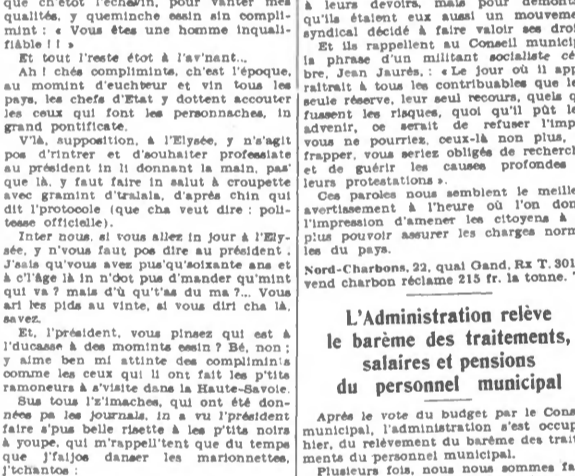 que ch'étot l'échevin, pour vanter mes
qualités, y queminche essin sin compli-
mint : « Vous êtes une homme inquali-
fiable ! ! »
Et tout l'reste étot à l'av'nant...
Ah ! chés complimints, ch'est l'époque,
au momint d'euchteur et vin tous les
pays, les chefs d'Etat y dottent accouter
les ceux qui font les personnaches, in
grand pontificate.
V'là, supposition, à l'Elysée, y n's'agit
pos d'rintrer et d'souhaiter professiate
au président in li donnant la main, pas'
que là, y faut faire in salut à croupette
avec gramint d'tralala, d'après chin qui
dit l'protocole (que cha veut dire : poli-
tesse officielle).
Inter nous, si vous allez in jour à l'Ély-
sée, y n'vous faut pos dire au président :
J'sais qu'vous avez pus'qu'soixante ans et
à c'l'âge là in n'dot pus d'mander qu'mint
qui va ? mais d'ù qu't'as du ma ?... Vous
ari les pids au vinte, si vous diri cha là,
savez.
Et, l'président, vous pinsez qui est à
l'ducasse à des momints essin ? Bé, non ;
y aime ben mi attinte des complimints
comme les ceux qui li ont fait les p'tits
ramoneurs à s'visite dans la Haute-Savoie.
Sus tous l's'imaches, qui ont été don-
nées pa les journals, in a vu l'président
faire s'pus belle risette à les p'tits noirs
à youpe, qui m'rappell'tent que du temps
que j'faijos danser les marionnettes,
j'tchantos :
à leurs devoirs, mais pour démont
qu'ils étaient eux aussi un mouveme
syndical décidé à faire valoir ses droi
Et ils rappellent au Conseil municip
la phrase d'un militant socialiste cé
bre, Jean Jaurès, : « Le jour où il app
raîtrait à tous les contribuables que le
seule réserve, leur seul recours, quels q
fussent les risques, quoi qu'il pût le
advenir, ce serait de refuser l'imp
vous ne pourriez, ceux-là non plus,
frapper, vous seriez obligés de recherch
et de guérir les causes profondes
leurs protestations ».
Ces paroles nous semblent le meille
avertissement à l'heure où l'on don
l'impression d'amener les citoyens à
plus pouvoir assurer les charges norm
les du pays.
Nord-Charbons, 22, quai Gand, Rx T. 301
vend charbon réclame 215 fr. la tonne.
L'Administration relève
le barème des traitements,
salaires et pensions
du personnel municipal
Après le vote du budget par le Cons
municipal, l'administration s'est occup
hier, du relèvement du barème des trait
ments du personnel municipal.
Plusieurs fois, nous nous sommes fa